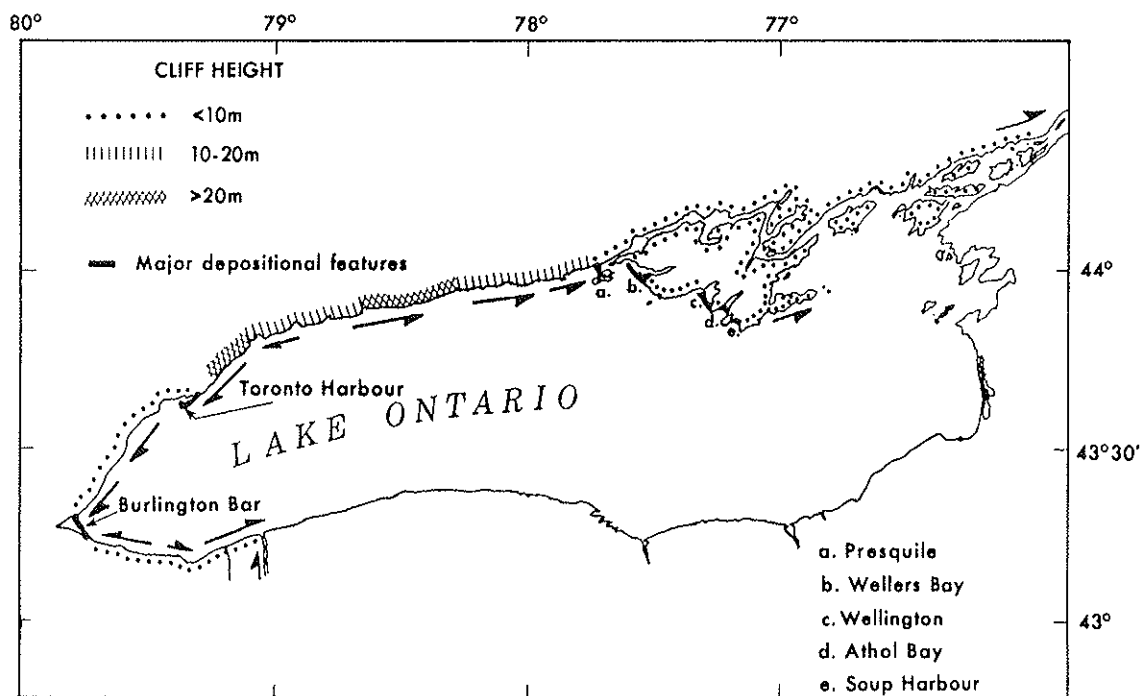 80°
79°
78°
77°
CLIFF HEIGHT
<10m
10-20m
>20m
Major depositional features
44°
a.
b.
c.
d.
e.
Toronto Harbour
LAKE ONTARIO
43°30'
Burlington Bar
a. Presquile
b. Wellers Bay
c. Wellington
43°
d. Athol Bay
e. Soup Harbour